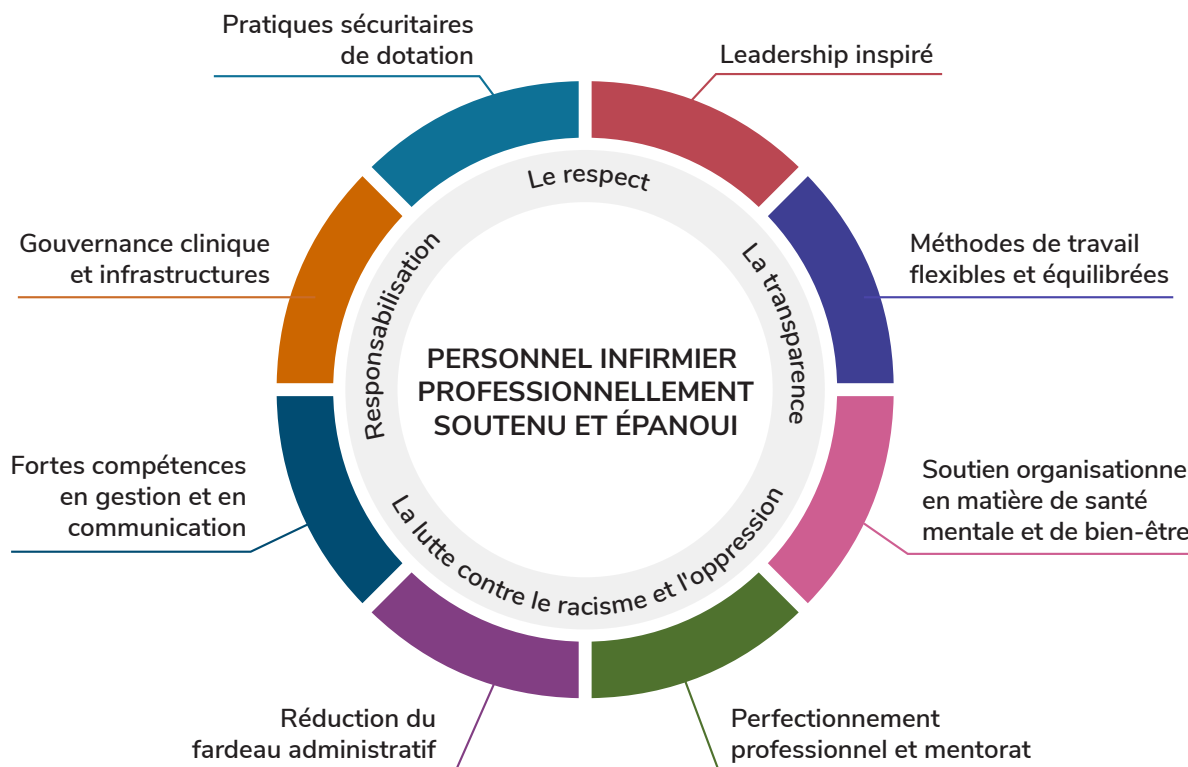 Pratiques sécuritaires
de dotation
Leadership inspiré
Le respect
Gouvernance clinique
et infrastructures
Responsabilisation
La transparence
Méthodes de travail
flexibles et équilibrées
PERSONNEL INFIRMIER
PROFESSIONNELLEMENT
SOUTENU ET ÉPANOUI
Fortes compétences
en gestion et en
communication
La lutte contre le racisme et l'oppression
Soutien organisationne
en matière de santé
mentale et de bien-être
Réduction du
fardeau administratif
Perfectionnement
professionnel et mentorat